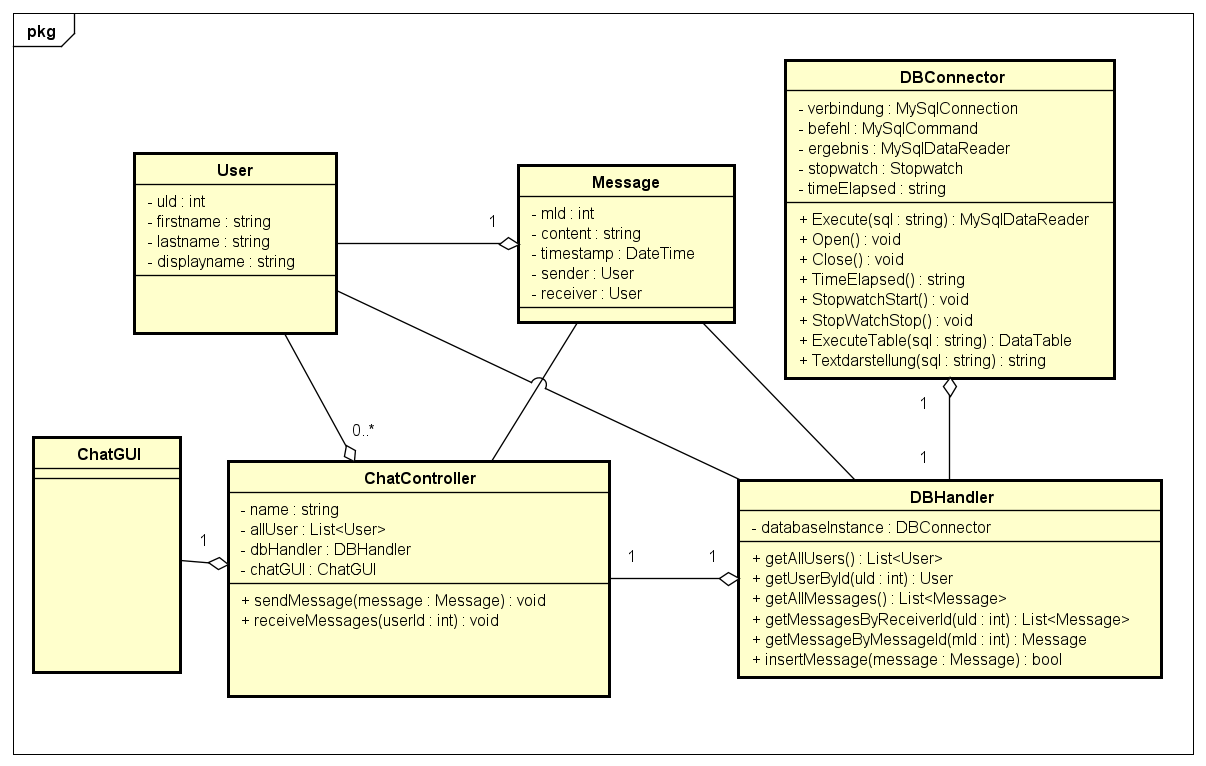 pkg
DBConnector
- verbindung : MySqlConnection
- befehl : MySqlCommand
- ergebnis : MySqlDataReader
- stopwatch : Stopwatch
- timeElapsed : string
+ Execute(sql : string) : MySqlDataReader
+ Open() : void
+ Close() : void
+ TimeElapsed() : string
+ StopwatchStart() : void
+ StopWatchStop() : void
+ ExecuteTable(sql : string) : DataTable
+ Textdarstellung(sql : string) : string
User
- uId : int
- firstname : string
- lastname : string
- displayname : string
1
Message
- mId : int
- content : string
- timestamp : DateTime
- sender : User
- receiver : User
1
1
0..*
ChatGUI
1
ChatController
- name : string
- allUser : List<User>
- dbHandler : DBHandler
- chatGUI : ChatGUI
+ sendMessage(message : Message) : void
+ receiveMessages(userId : int) : void
1
1
DBHandler
- databaseInstance : DBConnector
+ getAllUsers() : List<User>
+ getUserById(uId : int) : User
+ getAllMessages() : List<Message>
+ getMessagesByReceiverId(uId : int) : List<Message>
+ getMessageByMessageId(mId : int) : Message
+ insertMessage(message : Message) : bool